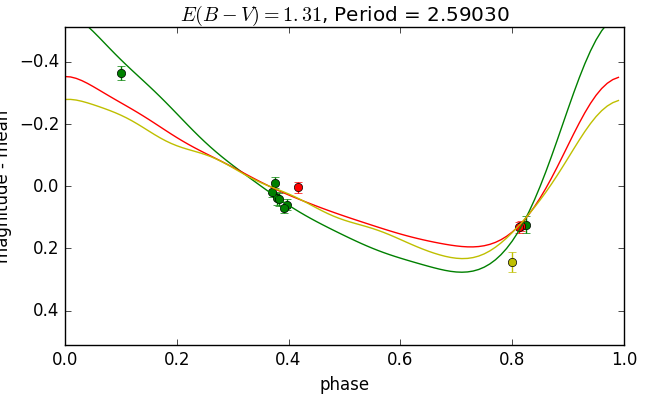 E(B − V) = 1.31, Period = 2.59030
magnitude - mean
−0.4
−0.2
0.0
0.2
0.4
0.0 0.2 0.4 0.6 0.8 1.0
phase